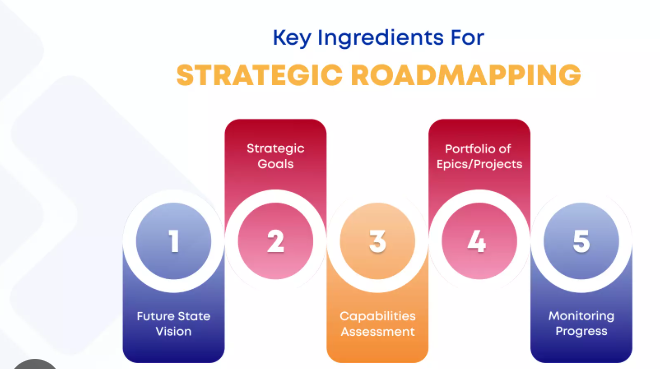 Key Ingredients For
STRATEGIC ROADMAPPING
1
Future State
Vision
Strategic
Goals
2
3
Capabilities
Assessment
Portfolio of
Epics/Projects
4
5
Monitoring
Progress